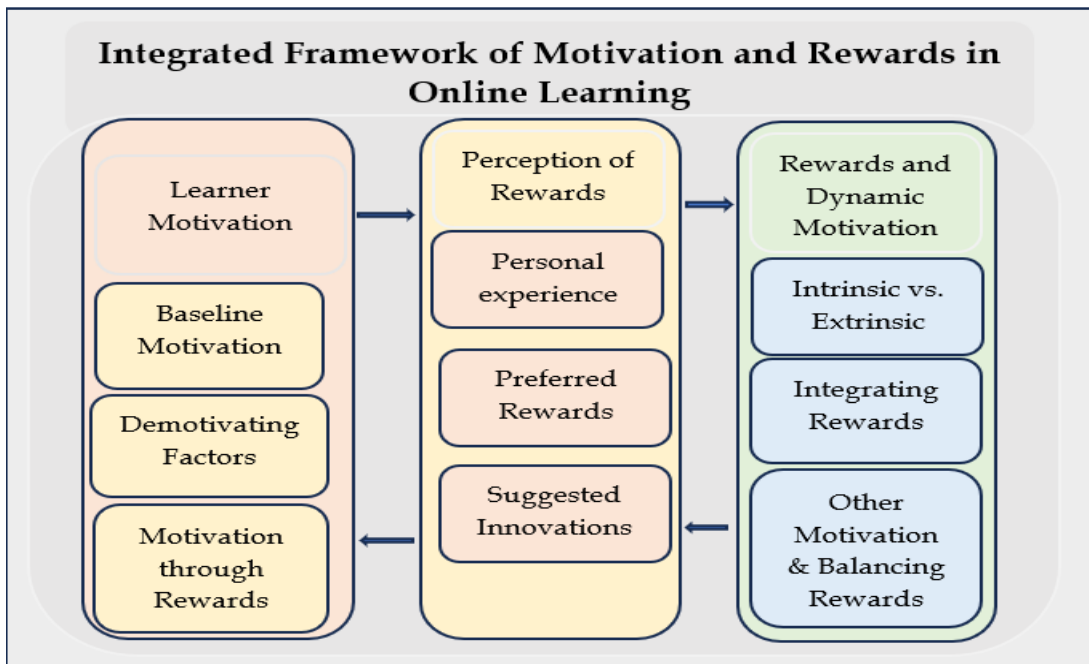 Integrated Framework of Motivation and Rewards in
Online Learning
Learner
Motivation
Baseline
Motivation
Demotivating
Factors
Motivation
through
Rewards
Perception of
Rewards
Personal
experience
Preferred
Rewards
Suggested
Innovations
Rewards and
Dynamic
Motivation
Intrinsic vs.
Extrinsic
Integrating
Rewards
Other
Motivation
& Balancing
Rewards